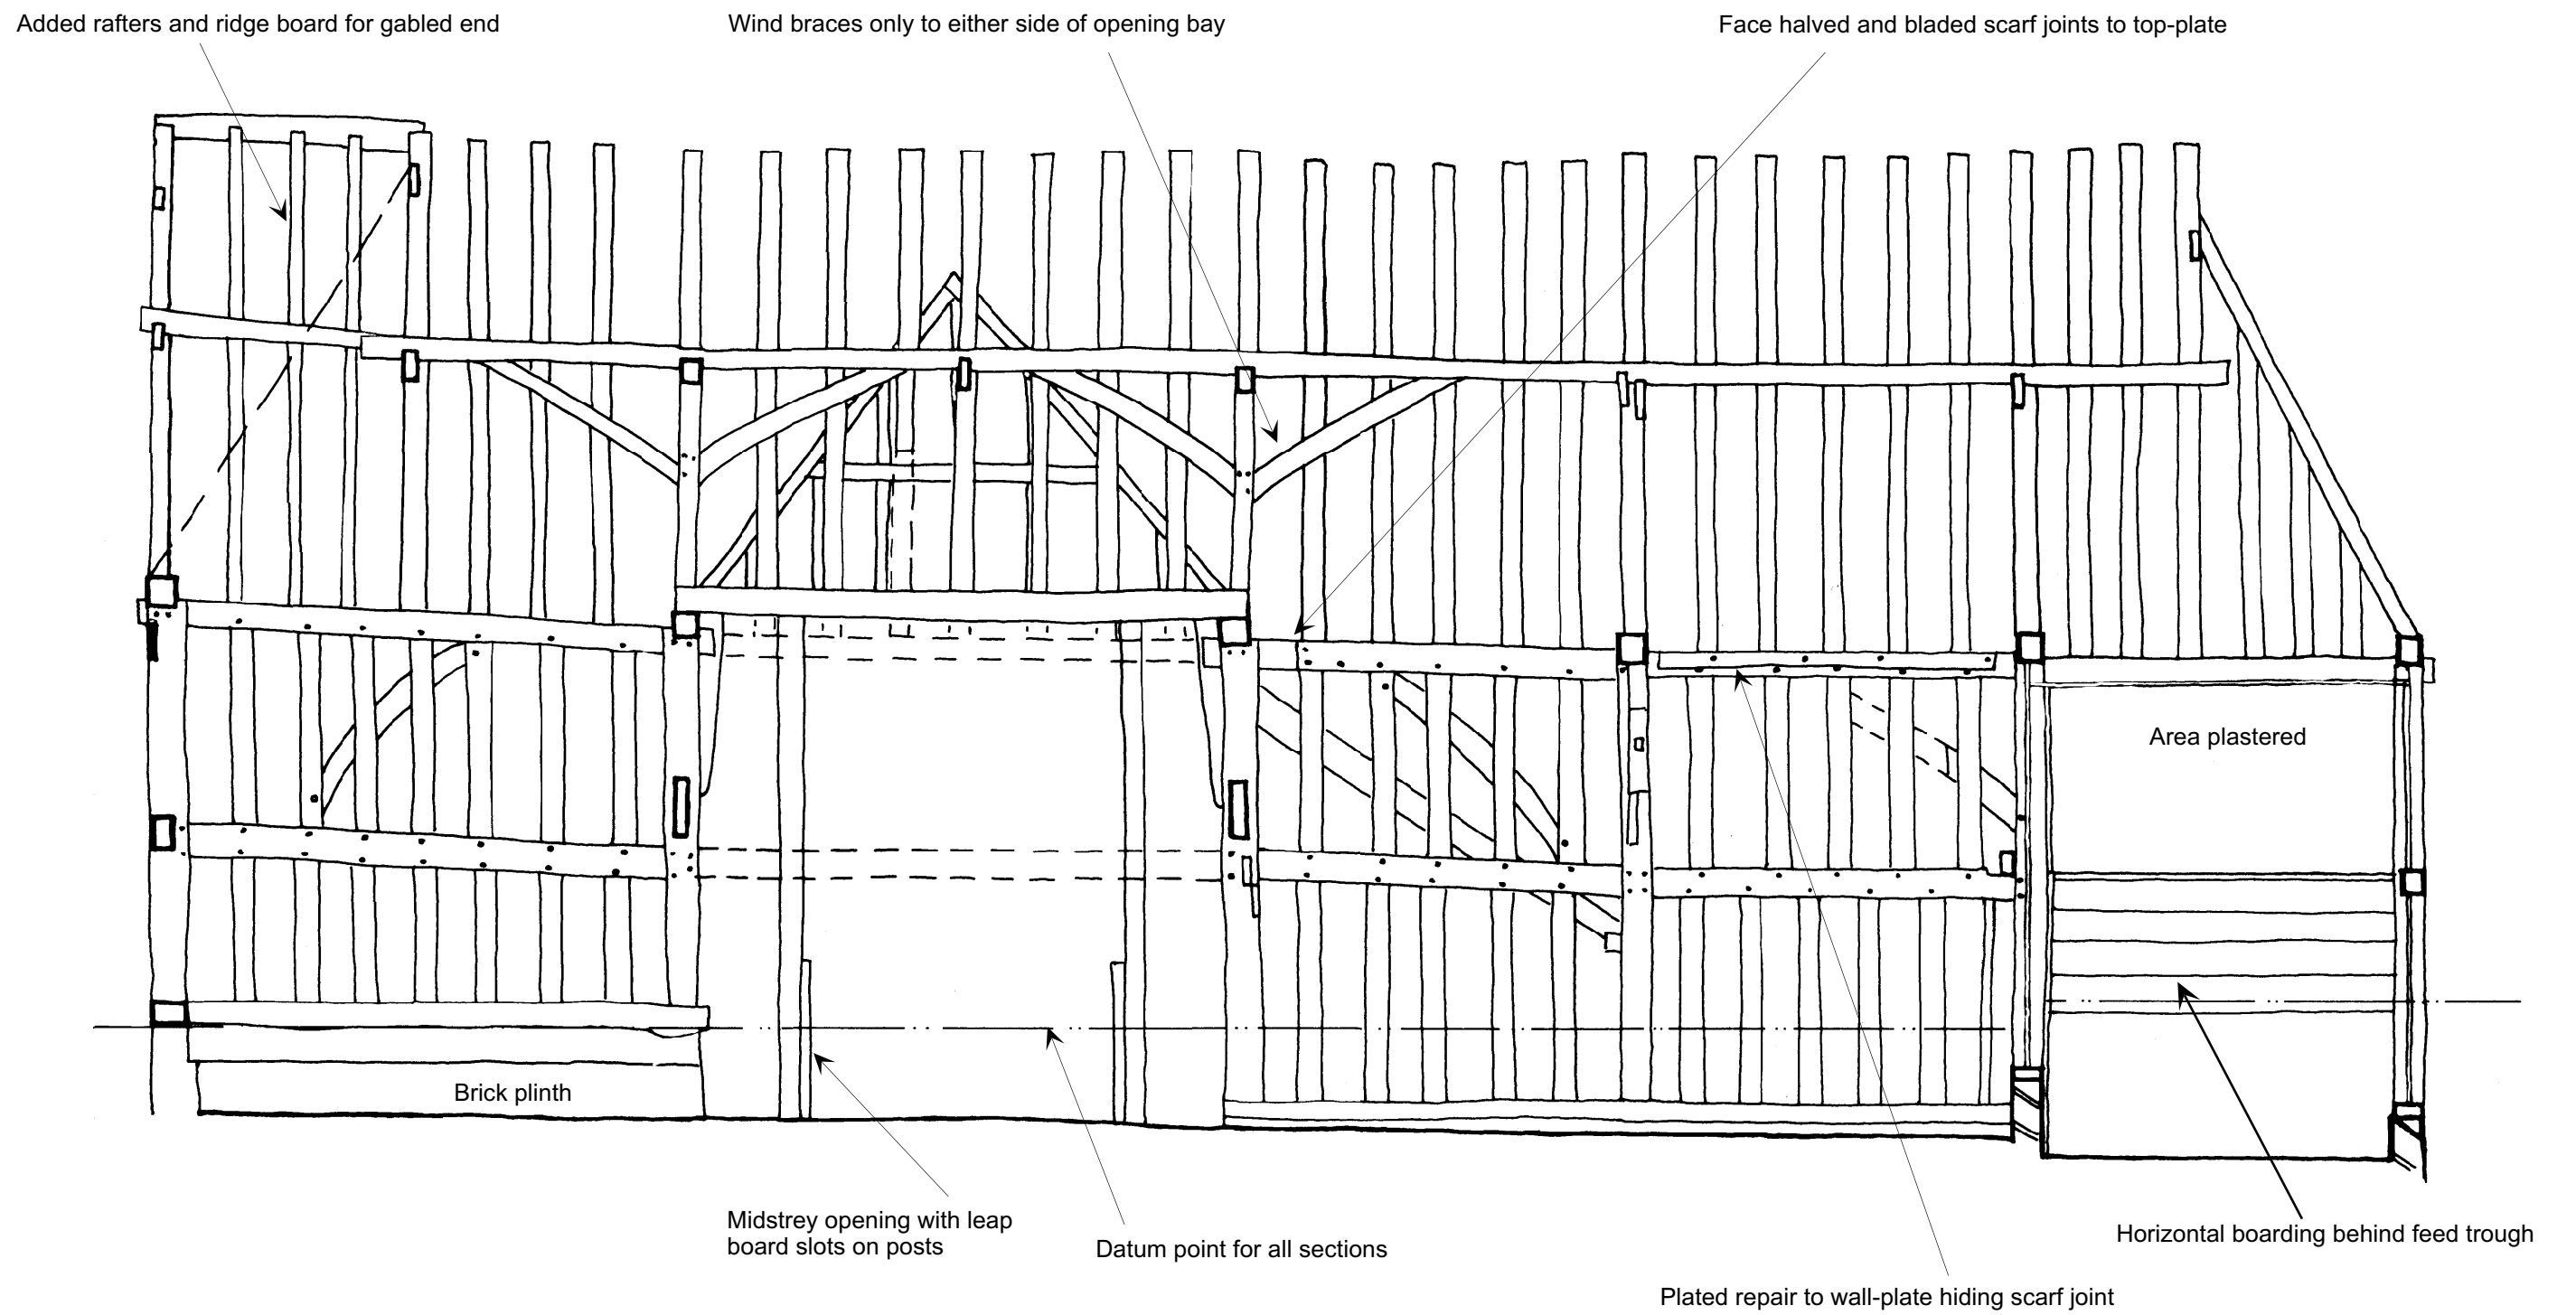 Added rafters and ridge board for gabled end
Wind braces only to either side of opening bay
Face halved and bladed scarf joints to top-plate
Area plastered
Brick plinth
Midstrey opening with leap
board slots on posts
Datum point for all sections
Horizontal boarding behind feed trough
Plated repair to wall-plate hiding scarf joint